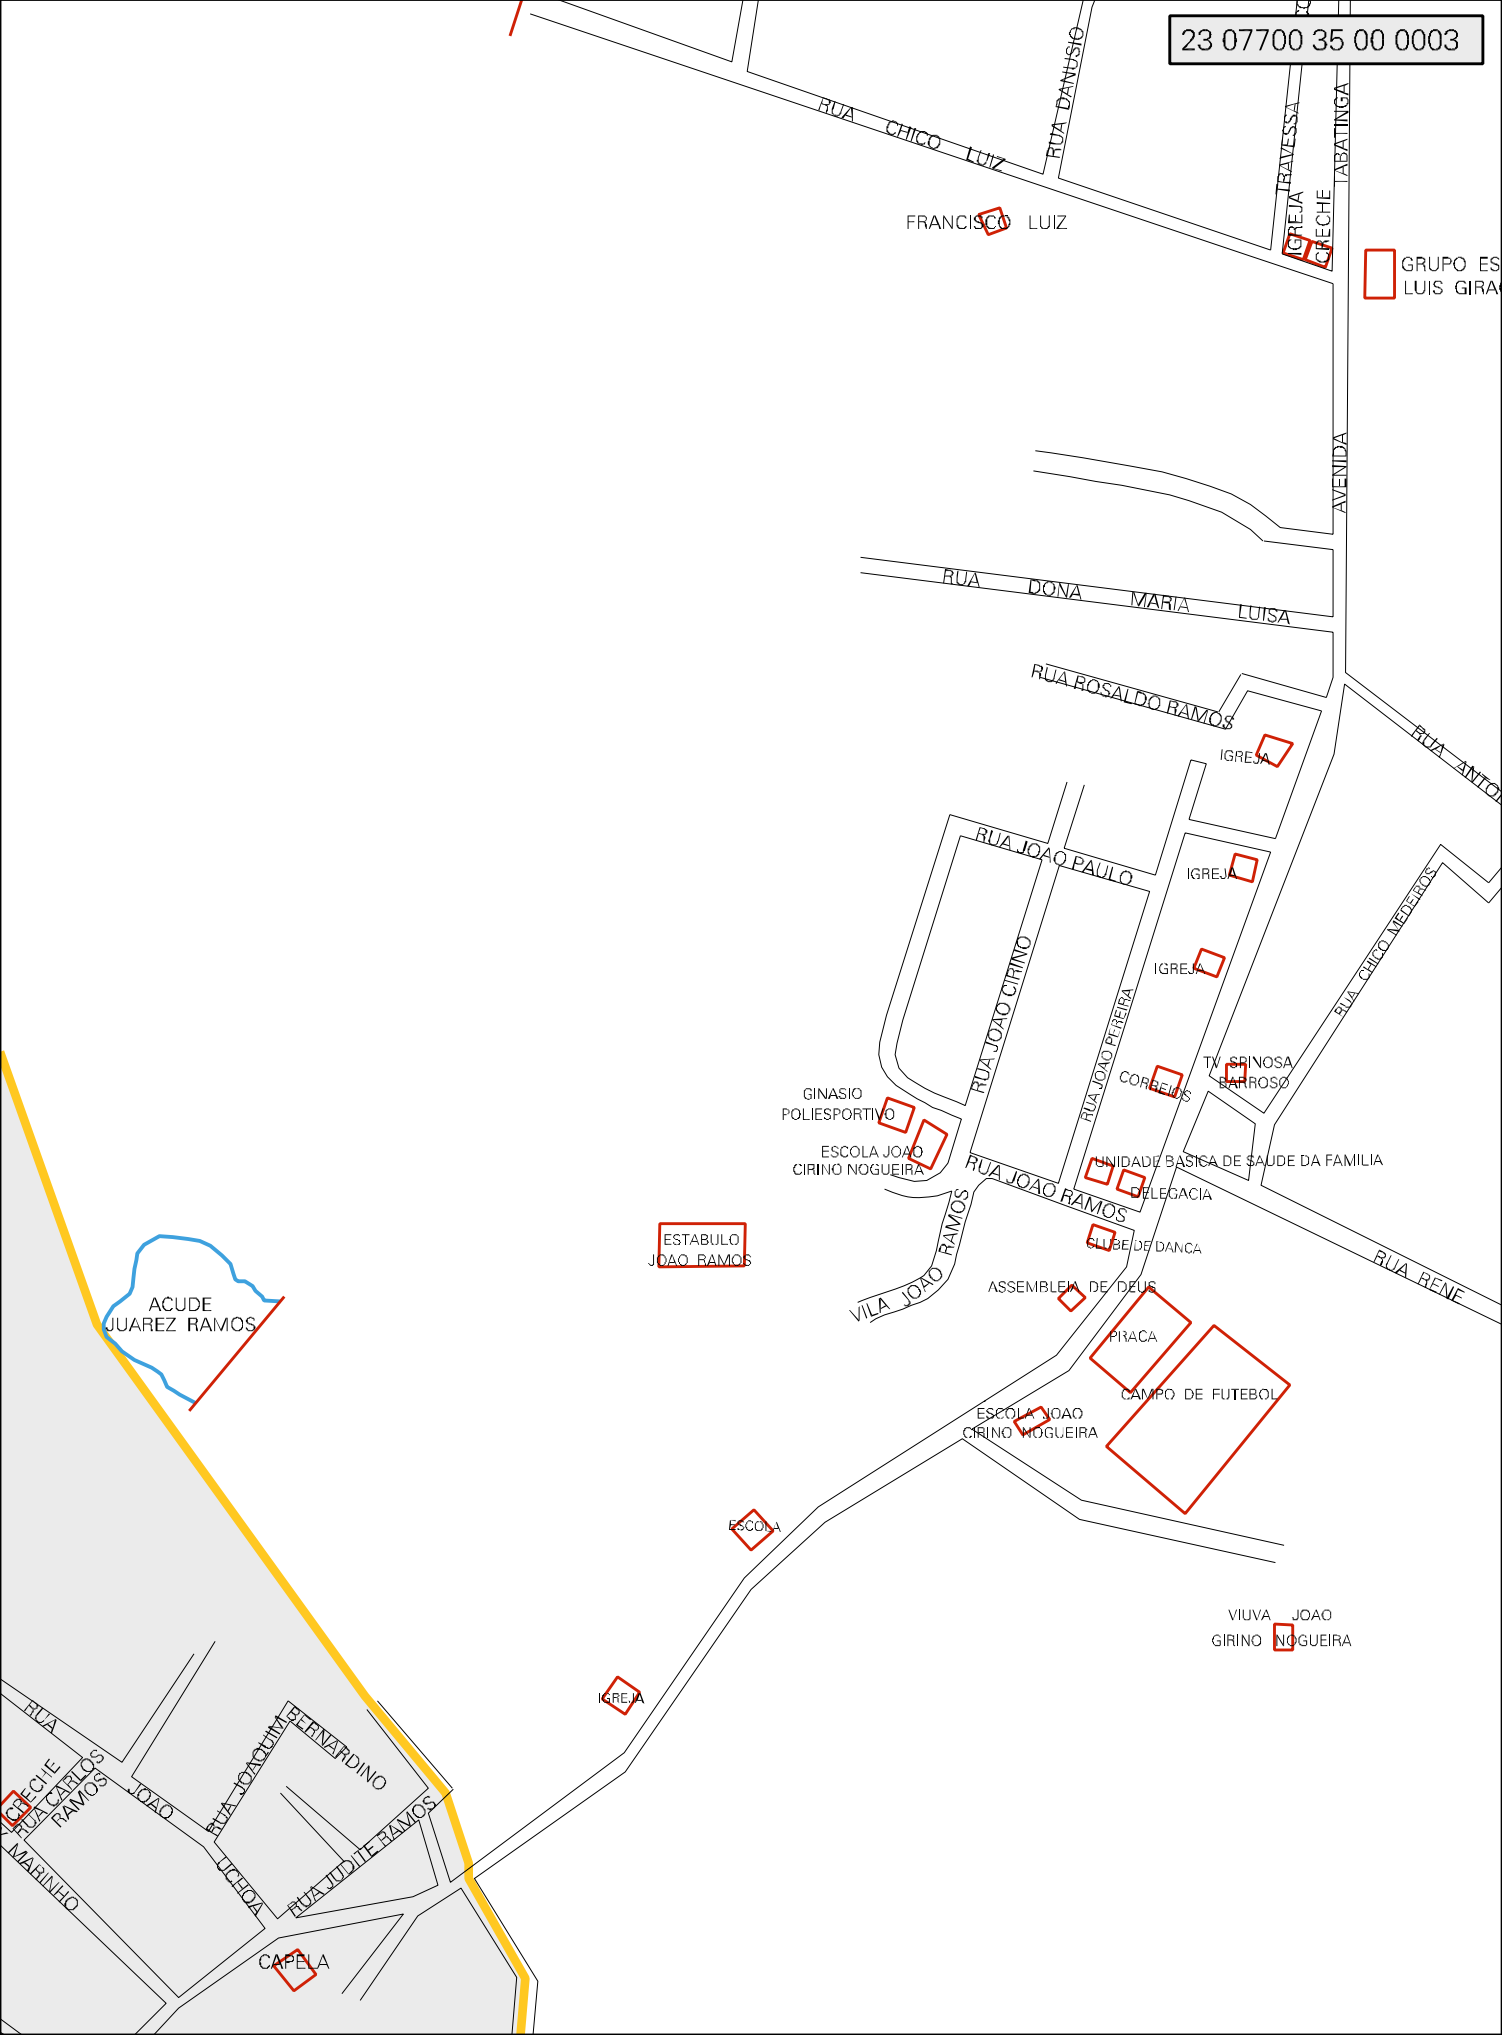 23 07700 35 00 0003
RUA DANUSIO
RUA CHICO LUIZ
TRAVESSA
TABATINGA
IGREJA
CRECHE
FRANCISCO LUIZ
GRUPO ES
LUIS GIRA
AVENIDA
RUA DONA MARIA LUISA
RUA ROSALDO RAMOS
IGREJA
RUA ANTO
RUA JOAO PAULO
IGREJA
RUA CHICO MEDEIROS
RUA JOAO CIRINO
IGREJA
RUA JOAO PEREIRA
TV SPINOSA
BARROSO
CORREIOS
GINASIO
POLIESPORTIVO
ESCOLA JOAO
CIRINO NOGUEIRA
RUA JOAO RAMOS
UNIDADE BASICA DE SAUDE DA FAMILIA
DELEGACIA
CLUBE DE DANCA
ESTABULO
JOAO RAMOS
VILA JOAO RAMOS
RUA RENE
ASSEMBLEIA DE DEUS
ACUDE
JUAREZ RAMOS
PRACA
CAMPO DE FUTEBOL
ESCOLA JOAO
CIRINO NOGUEIRA
ESCOLA
VIUVA JOAO
GIRINO NOGUEIRA
IGREJA
RUA JOAO UCHOA
RUA JOAQUIM BERNARDINO
CRECHE
RUA CARLOS
RAMOS
RUA JUDITE RAMOS
MARINHO
CAPELA